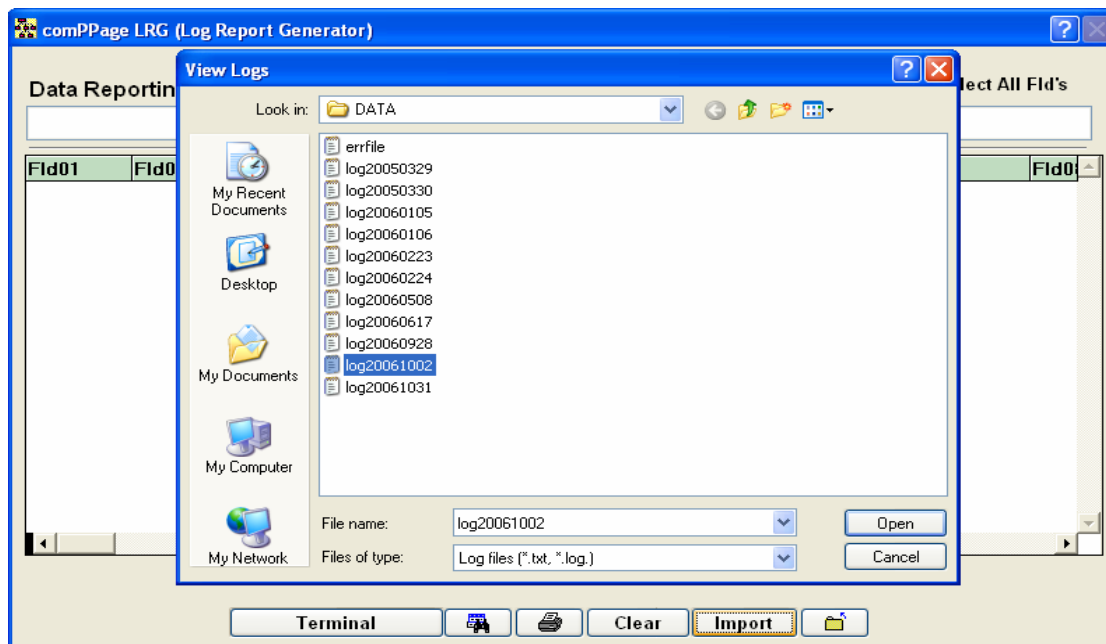 comPPage LRG (Log Report Generator)
View Logs
Data Reportin
lect All Fld's
Look in: DATA
Fld01
Fld0
Fld0
My Recent
Documents
Desktop
My Documents
My Computer
My Network
errfile
log20050329
log20050330
log20060105
log20060106
log20060223
log20060224
log20060508
log20060617
log20060928
log20061002
log20061031
File name: log20061002 Open
Files of type: Log files (*.txt, *.log.) Cancel
Terminal Clear Import